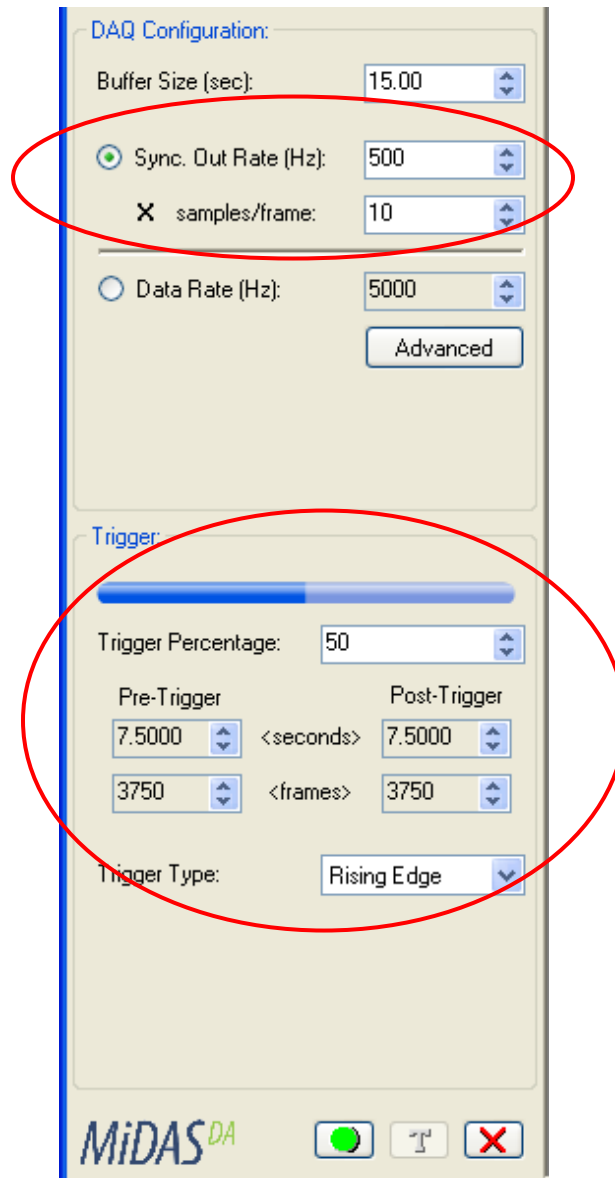 DAQ Configuration:
Buffer Size (sec): 15.00
Sync. Out Rate (Hz): 500
X samples/frame: 10
Data Rate (Hz): 5000
Advanced
Trigger:
Trigger Percentage: 50
Pre-Trigger Post-Trigger
7.5000 <seconds> 7.5000
3750 <frames> 3750
Trigger Type: Rising Edge
MiDAS DA T